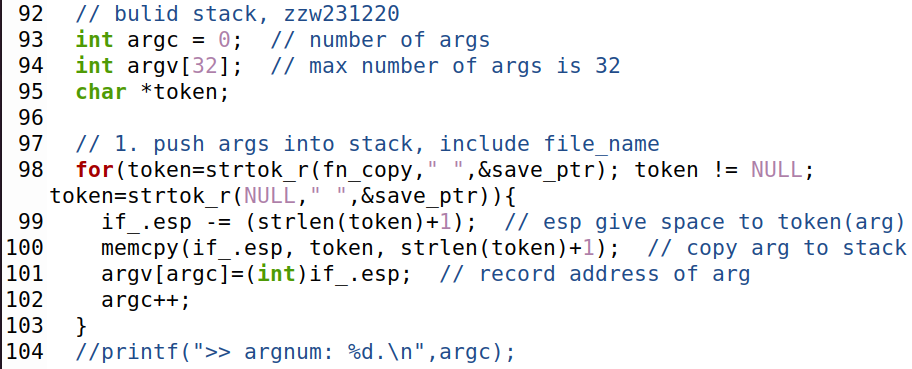 92  // bulid stack, zzw231220
93  int argc = 0;  // number of args
94  int argv[32];  // max number of args is 32
95  char *token;
96
97  // 1. push args into stack, include file_name
98  for(token=strtok_r(fn_copy," ",&save_ptr); token != NULL;
token=strtok_r(NULL," ",&save_ptr)){
99    if_.esp -= (strlen(token)+1);  // esp give space to token(arg)
100    memcpy(if_.esp, token, strlen(token)+1);  // copy arg to stack
101    argv[argc]=(int)if_.esp;  // record address of arg
102    argc++;
103  }
104  //printf(">> argnum: %d.\n",argc);